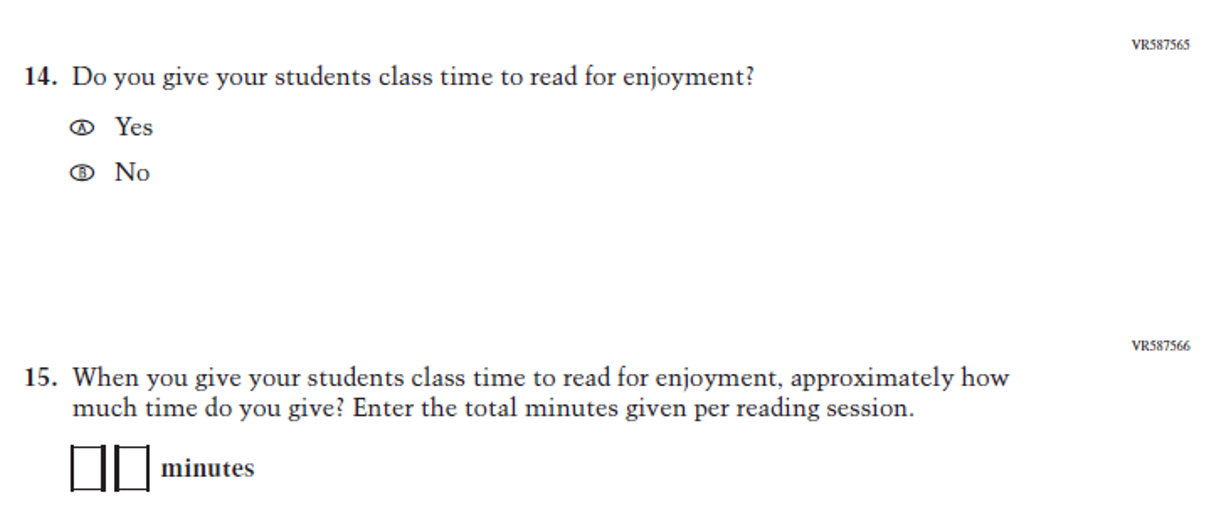 VR587565
14. Do you give your students class time to read for enjoyment?
A Yes
B No
VR587566
15. When you give your students class time to read for enjoyment, approximately how
much time do you give? Enter the total minutes given per reading session.
minutes